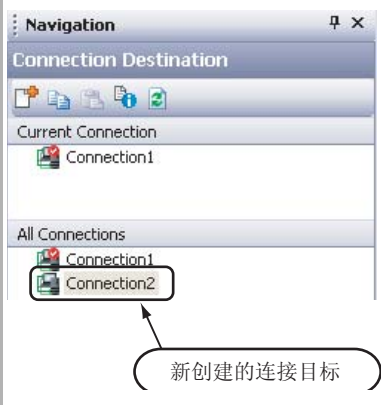 Navigation
Connection Destination
Current Connection
Connection1
All Connections
Connection1
Connection2
新创建的连接目标